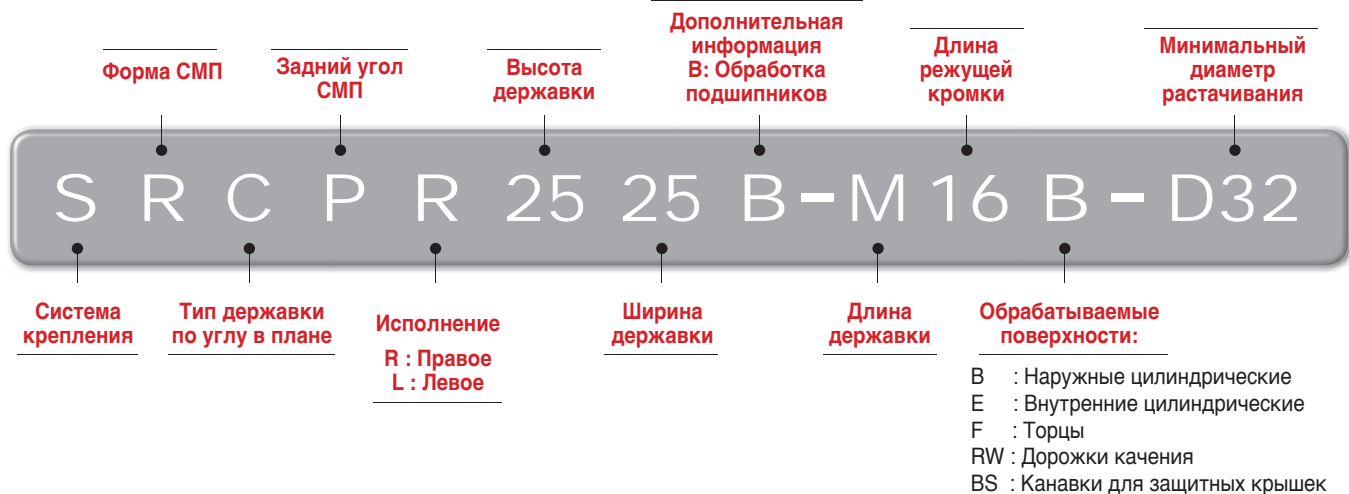 Форма СМП
Задний угол
СМП
Высота
державки
Дополнительная
информация
B: Обработка
подшипников
Длина
режущей
кромки
Минимальный
диаметр
растачивания
S R C P R 25 25 B - M 16 B - D32
Система
крепления
Тип державки
по углу в плане
Исполнение
R : Правое
L : Левое
Ширина
державки
Длина
державки
Обрабатываемые
поверхности:
B : Наружные цилиндрические
E : Внутренние цилиндрические
F : Торцы
RW : Дорожки качения
BS : Канавки для защитных крышек